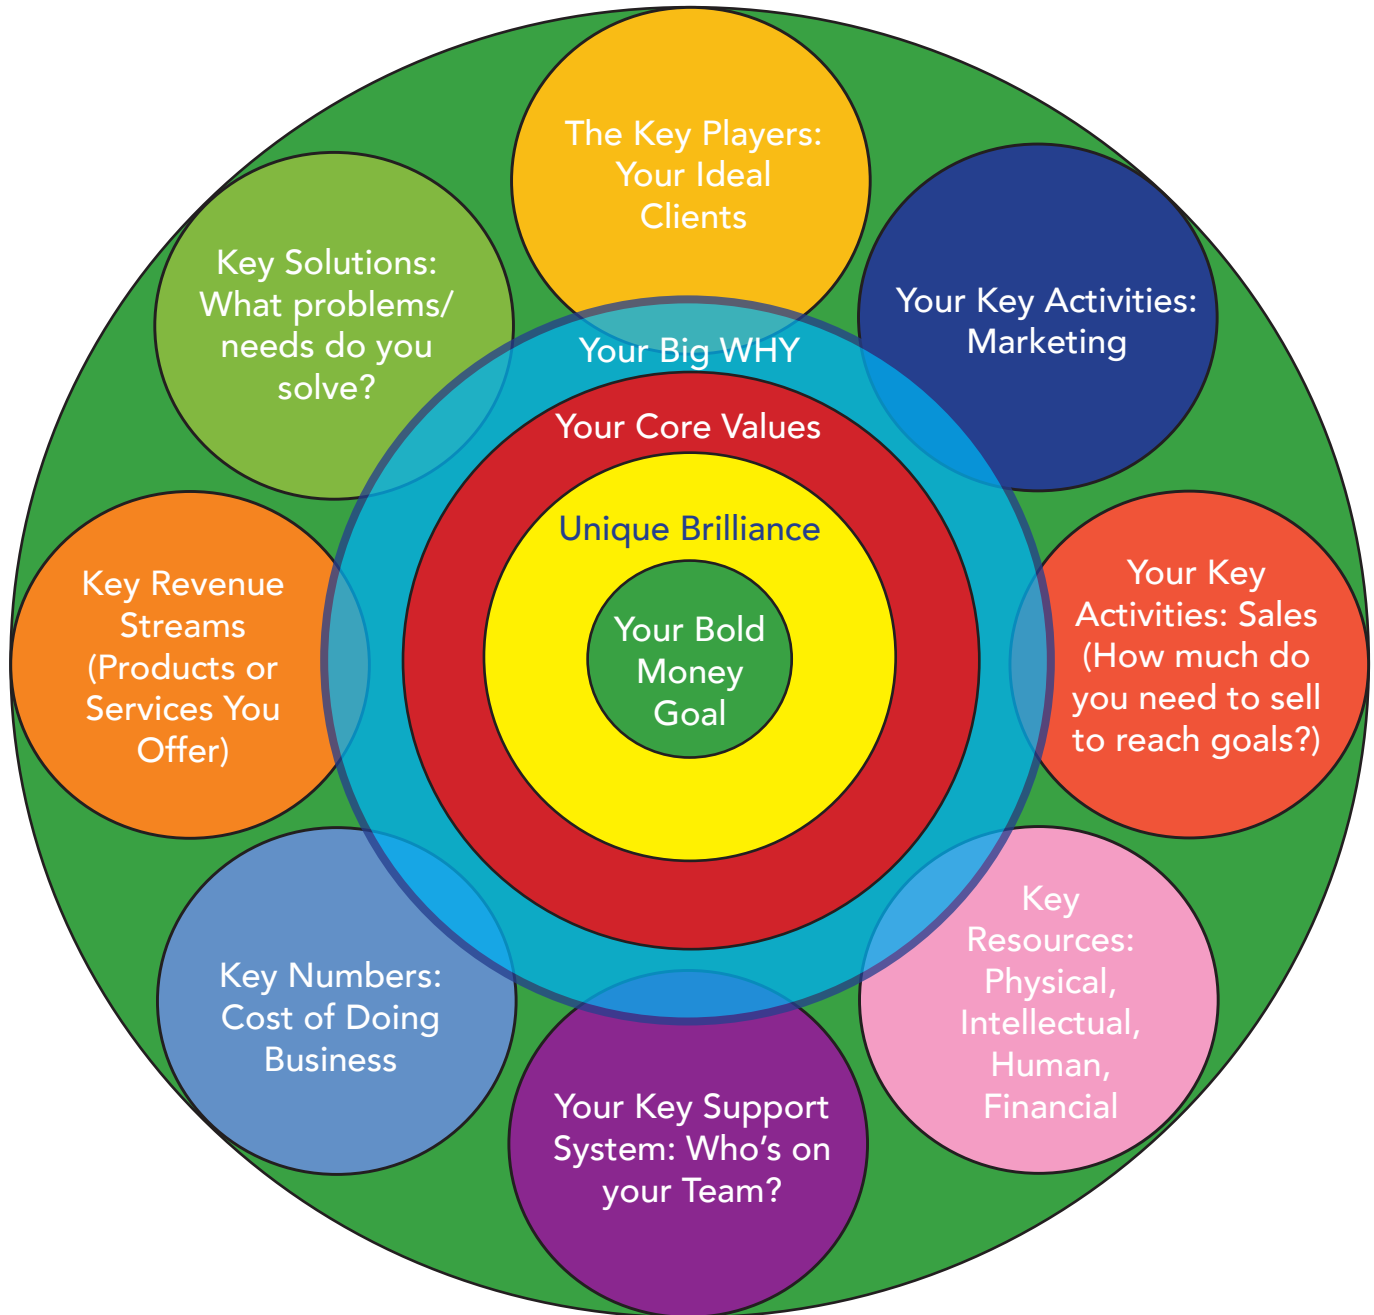 The Key Players:
Your Ideal
Clients
Key Solutions:
What problems/
needs do you
solve?
Your Key Activities:
Marketing
Your Big WHY
Your Core Values
Unique Brilliance
Your Bold
Money
Goal
Key Revenue
Streams
(Products or
Services You
Offer)
Your Key
Activities: Sales
(How much do
you need to sell
to reach goals?)
Key Numbers:
Cost of Doing
Business
Key
Resources:
Physical,
Intellectual,
Human,
Financial
Your Key Support
System: Who’s on
your Team?